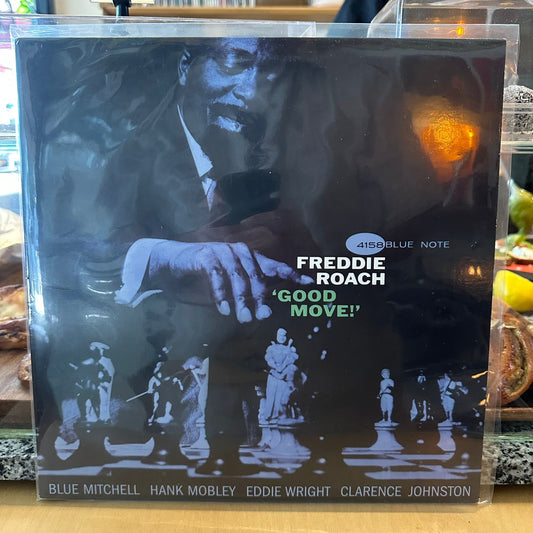 4158 BLUE NOTE
FREDDIE
ROACH
‘GOOD
MOVE!’
BLUE MITCHELL HANK MOBLEY EDDIE WRIGHT CLARENCE JOHNSTON